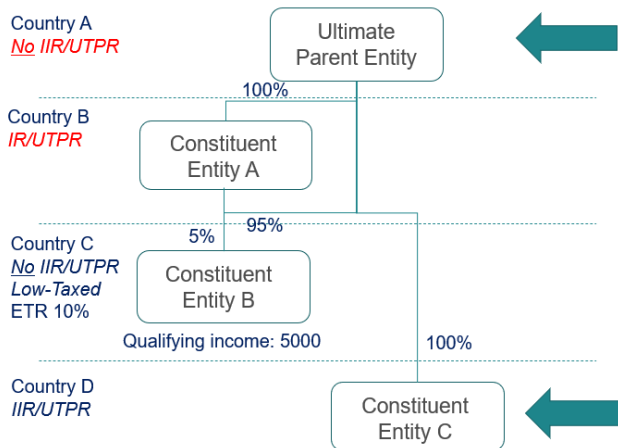 Country A
No IIR/UTPR
Ultimate
Parent Entity
100%
Country B
IR/UTPR
Constituent
Entity A
95%
5%
Country C
No IIR/UTPR
Low-Taxed
ETR 10%
Constituent
Entity B
Qualifying income: 5000
100%
Country D
IIR/UTPR
Constituent
Entity C